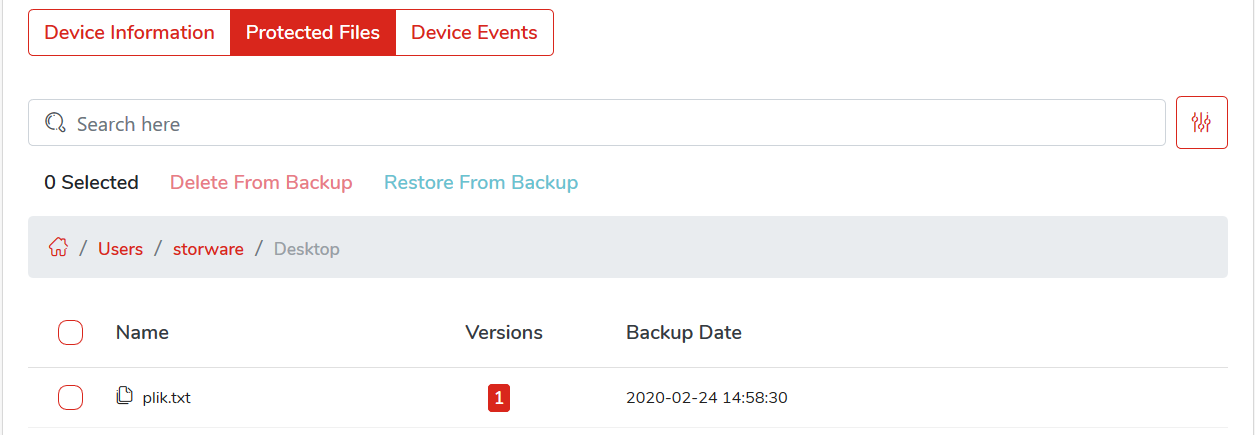 Device Information Protected Files Device Events
Search here
0 Selected Delete From Backup Restore From Backup
/ Users / storware / Desktop
Name Versions Backup Date
plik.txt 1 2020-02-24 14:58:30